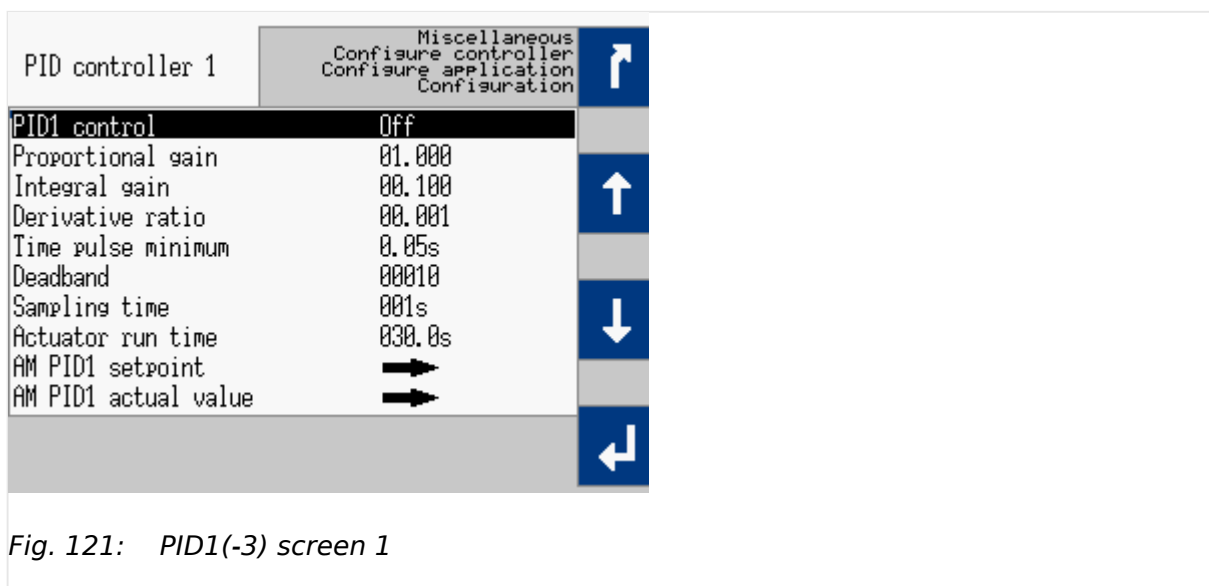 PID controller 1
Miscellaneous
Configure controller
Configure application
Configuration
PID1 control Off
Proportional gain 01.000
Integral gain 00.100
Derivative ratio 00.001
Time pulse minimum 0.05s
Deadband 00010
Sampling time 001s
Actuator run time 030.0s
AM PID1 setpoint
AM PID1 actual value
Fig. 121: PID1(-3) screen 1